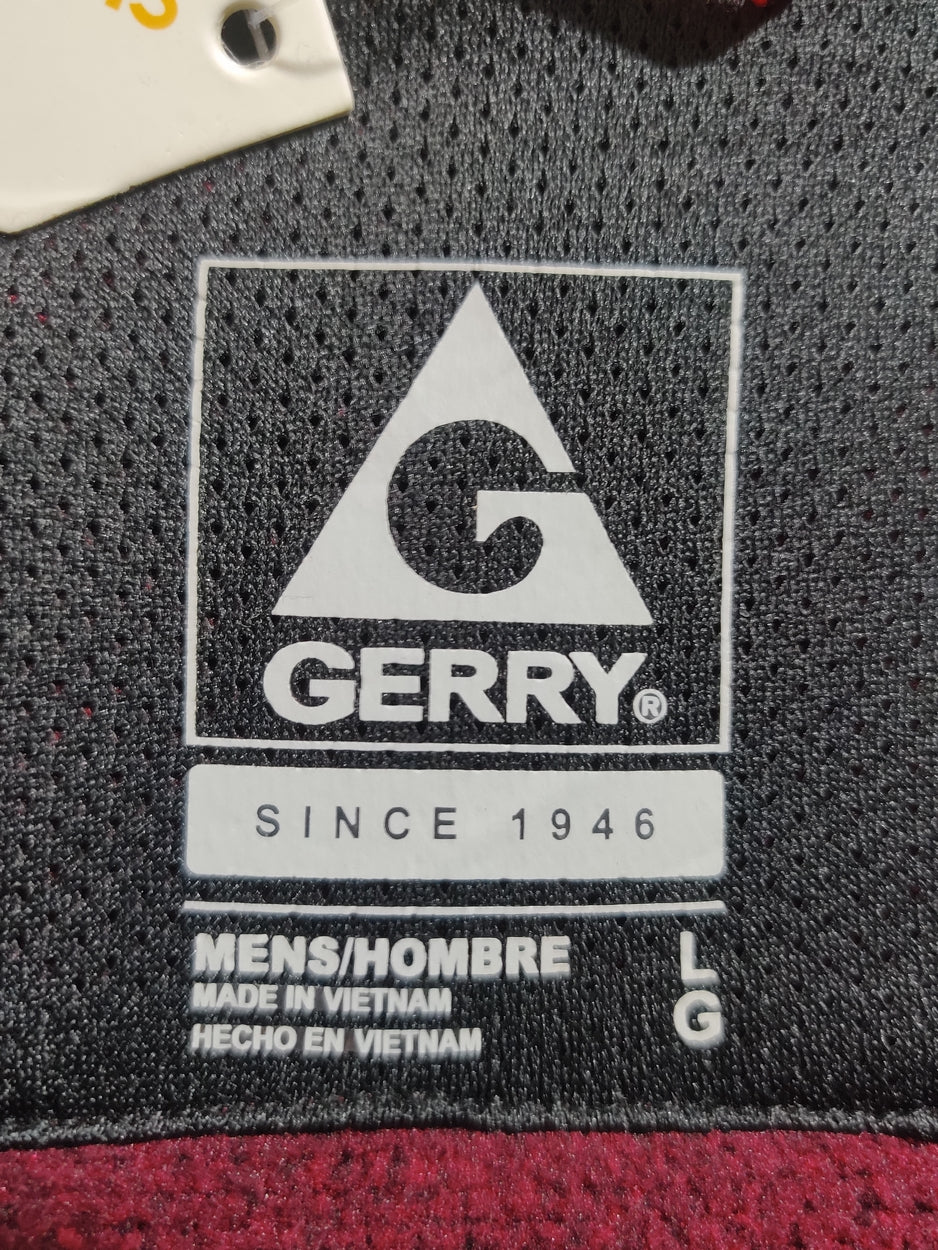 G
GERRY®
SINCE 1946
MENS/HOMBRE L
MADE IN VIETNAM
HECHO EN VIETNAM G